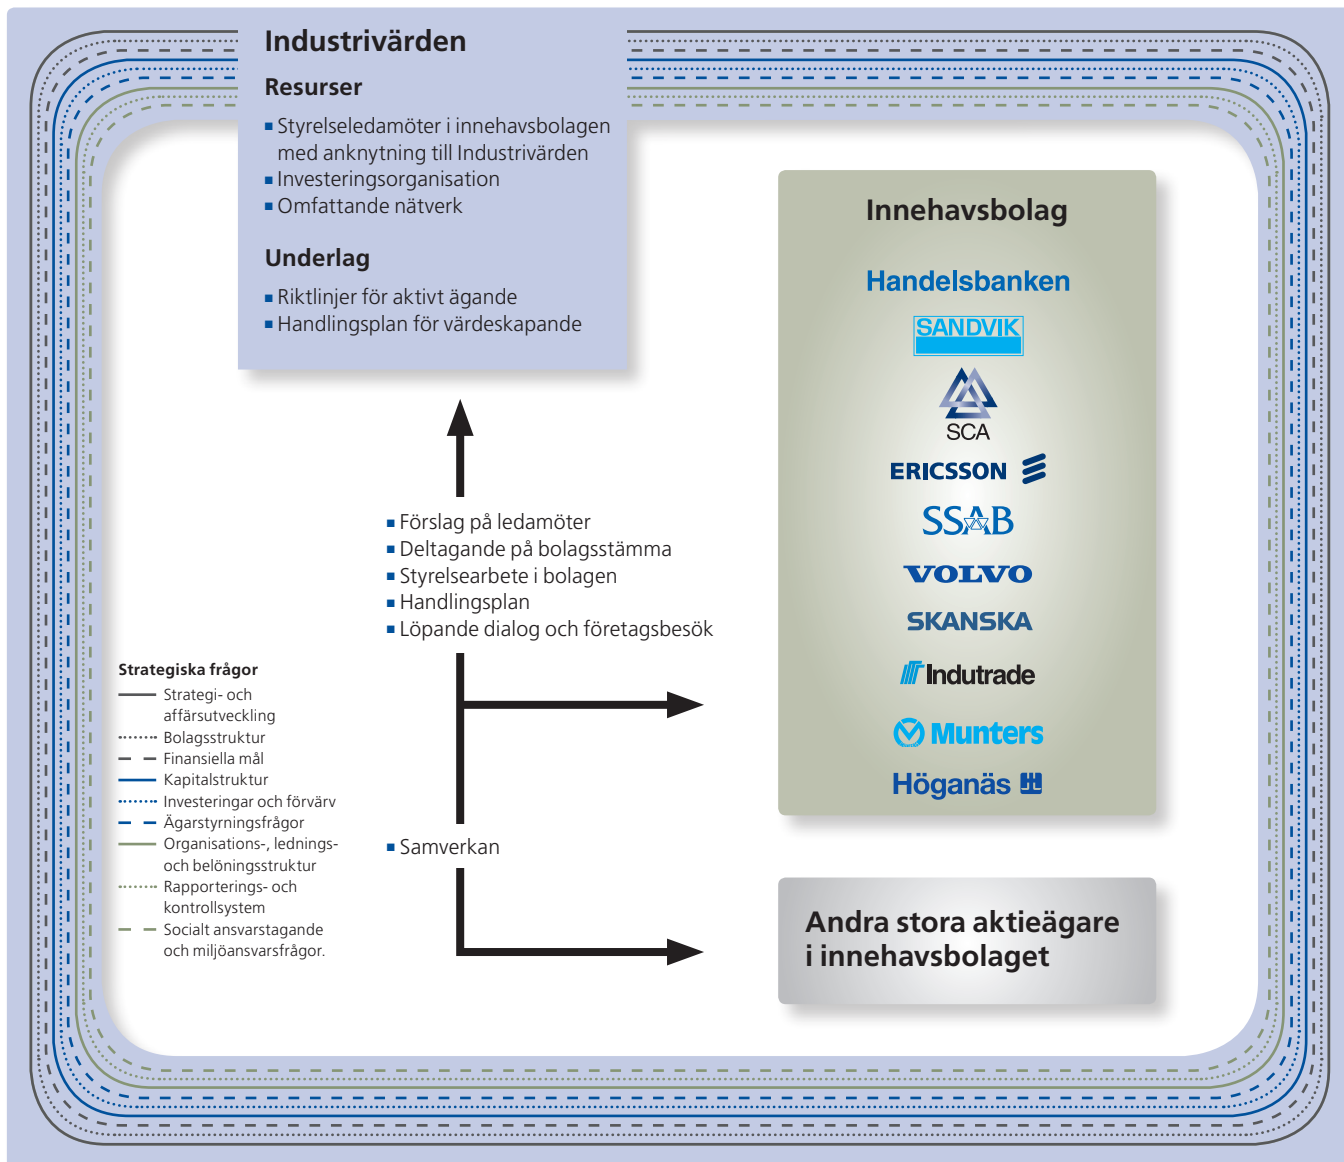 Industrivärden
Resurser
▪ Styrelseledamöter i innehavsbolagen
med anknytning till Industrivärden
▪ Investeringsorganisation
▪ Omfattande nätverk
Underlag
▪ Riktlinjer för aktivt ägande
▪ Handlingsplan för värdeskapande
▪ Förslag på ledamöter
▪ Deltagande på bolagsstämma
▪ Styrelsearbete i bolagen
▪ Handlingsplan
▪ Löpande dialog och företagsbesök
Strategiska frågor
Strategi- och
affärsutveckling
Bolagsstruktur
Finansiella mål
Kapitalstruktur
Investeringar och förvärv
Ägarstyrningsfrågor
Organisations-, lednings-
och belöningsstruktur
Rapporterings- och
kontrollsystem
Socialt ansvarstagande
och miljöansvarsfrågor.
▪ Samverkan
Innehavsbolag
Handelsbanken
SANDVIK
SCA
ERICSSON
SSAB
VOLVO
SKANSKA
Indutrade
Munters
Höganäs
Andra stora aktieägare
i innehavsbolaget